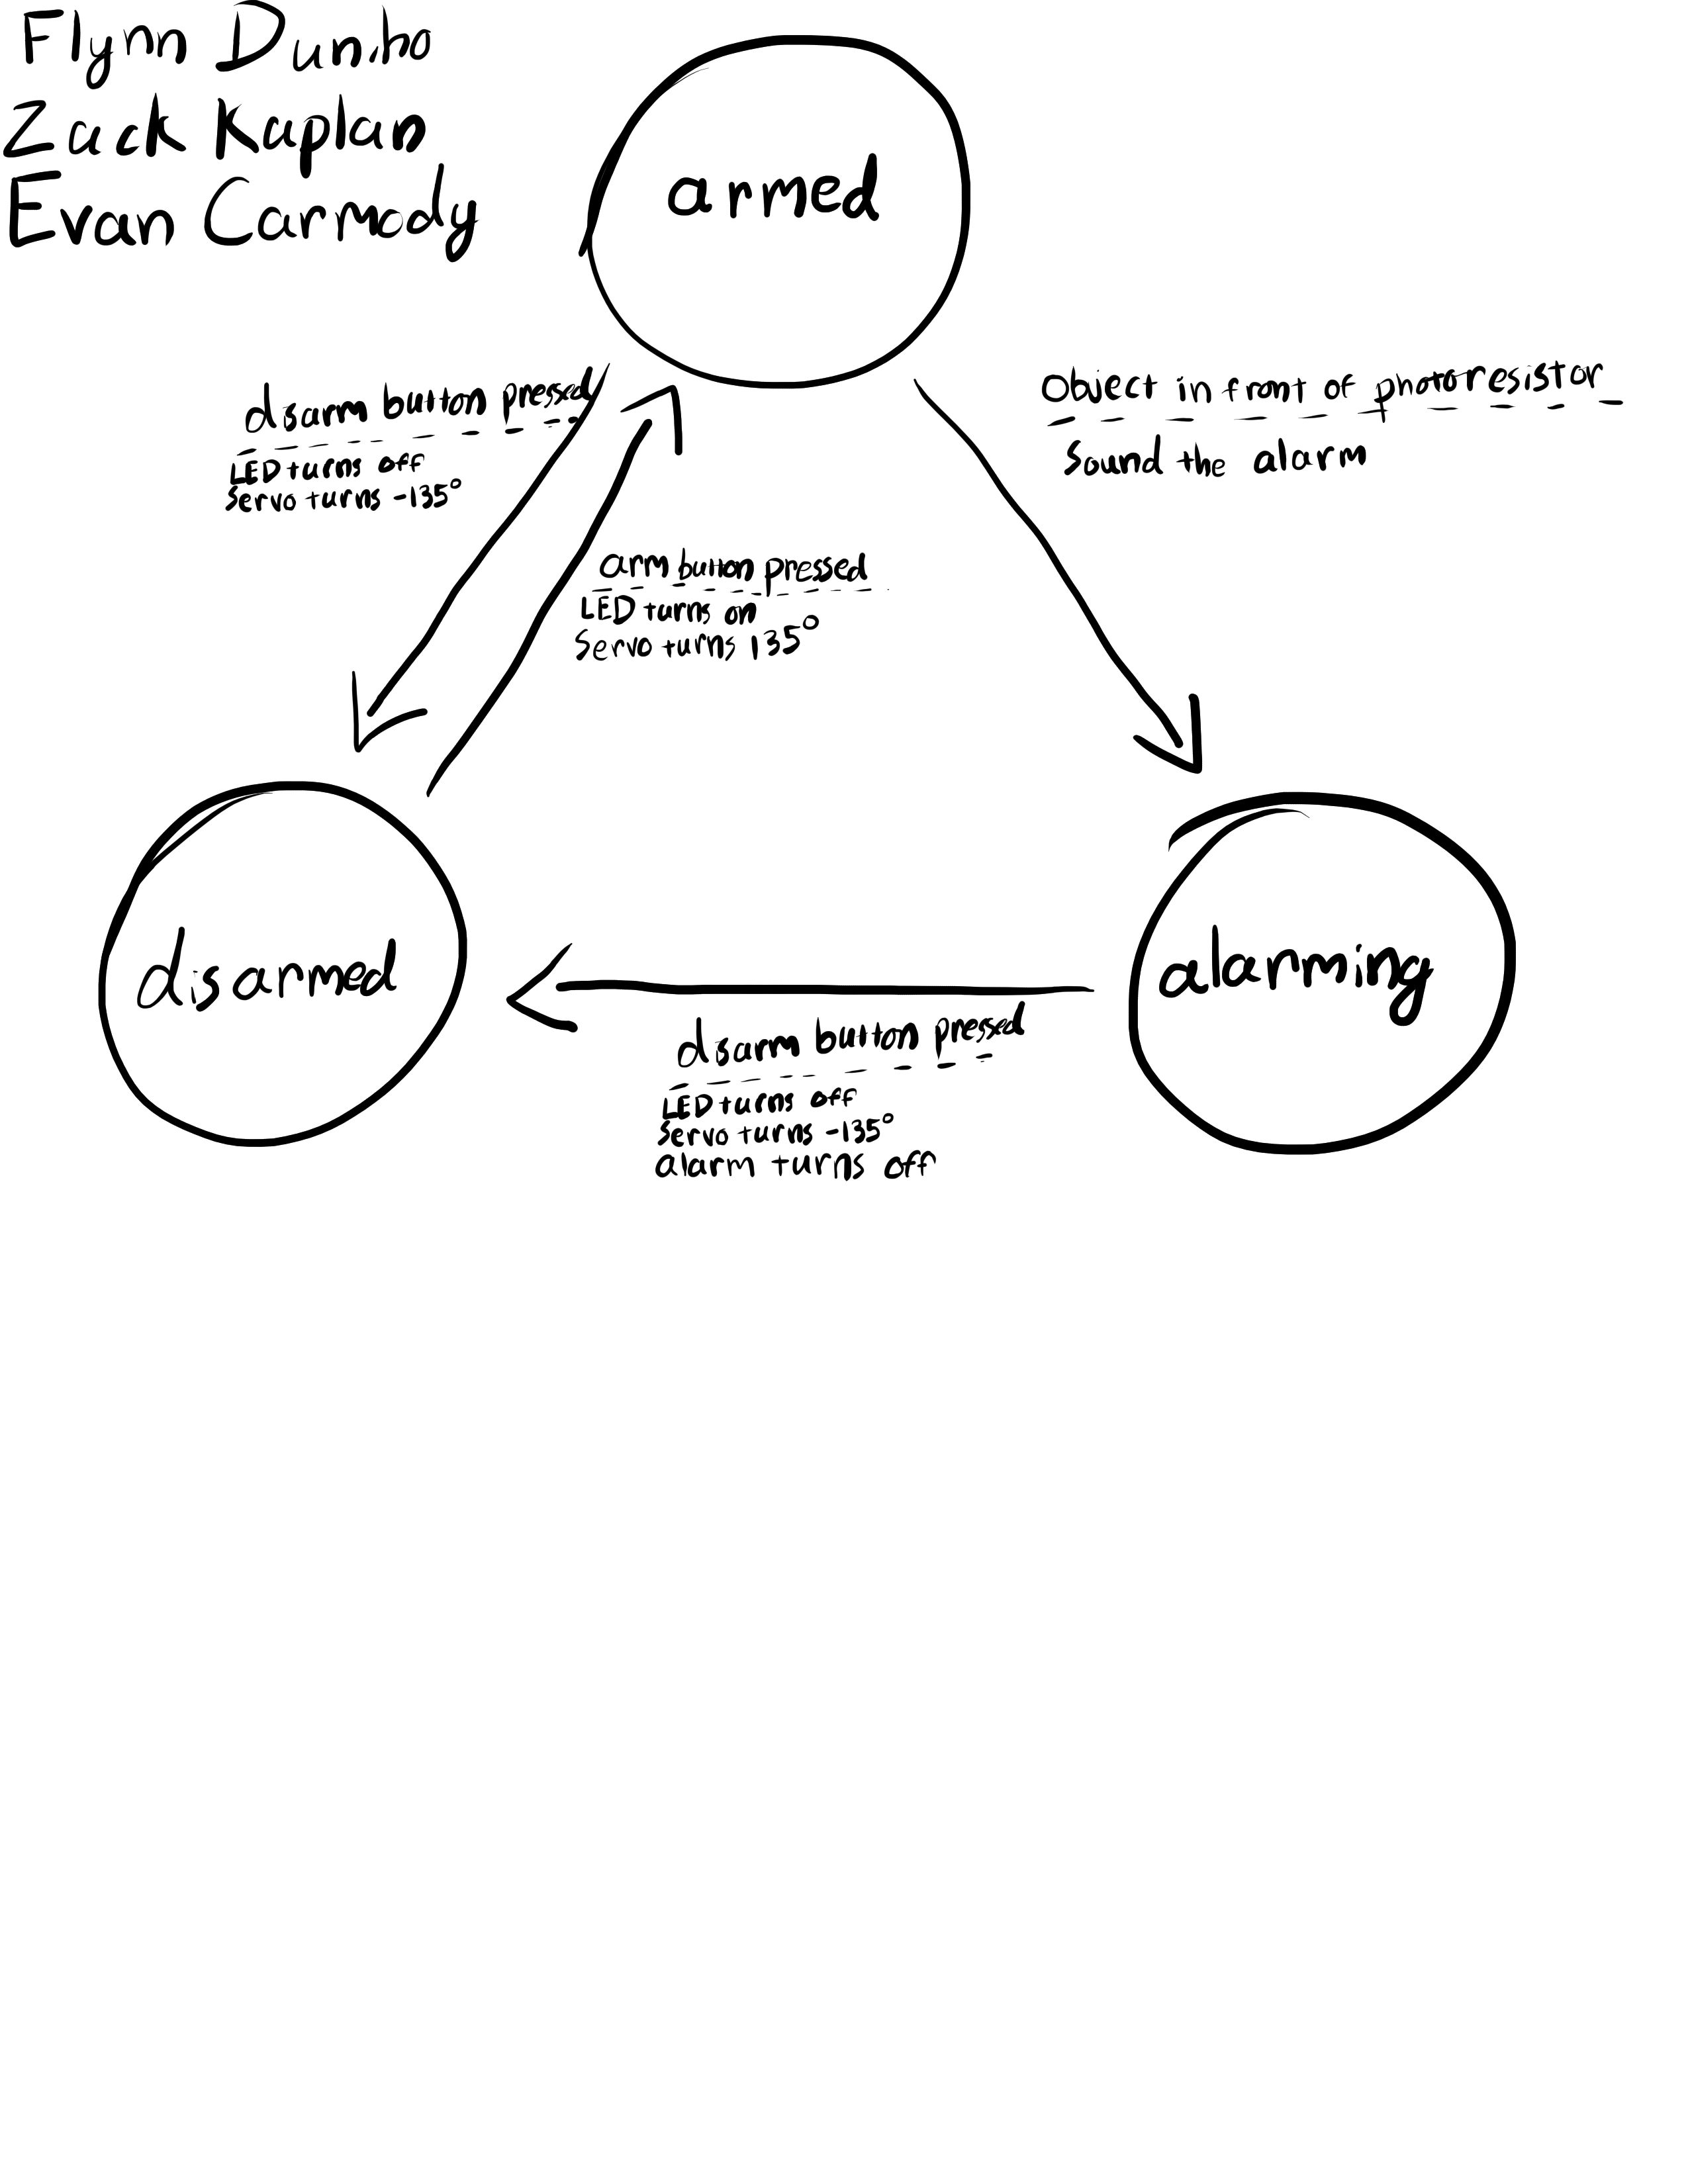 Flynn Dunho
Zack Kaplan
Evan Carmody
armed
disarm button pressed
LED turns off
Servo turns -135°
Object in front of photoresistor
Sound the alarm
arm button pressed
LED turns on
Servo turns 135°
disarmed
alarming
disarm button pressed
LED turns off
Servo turns -135°
alarm turns off